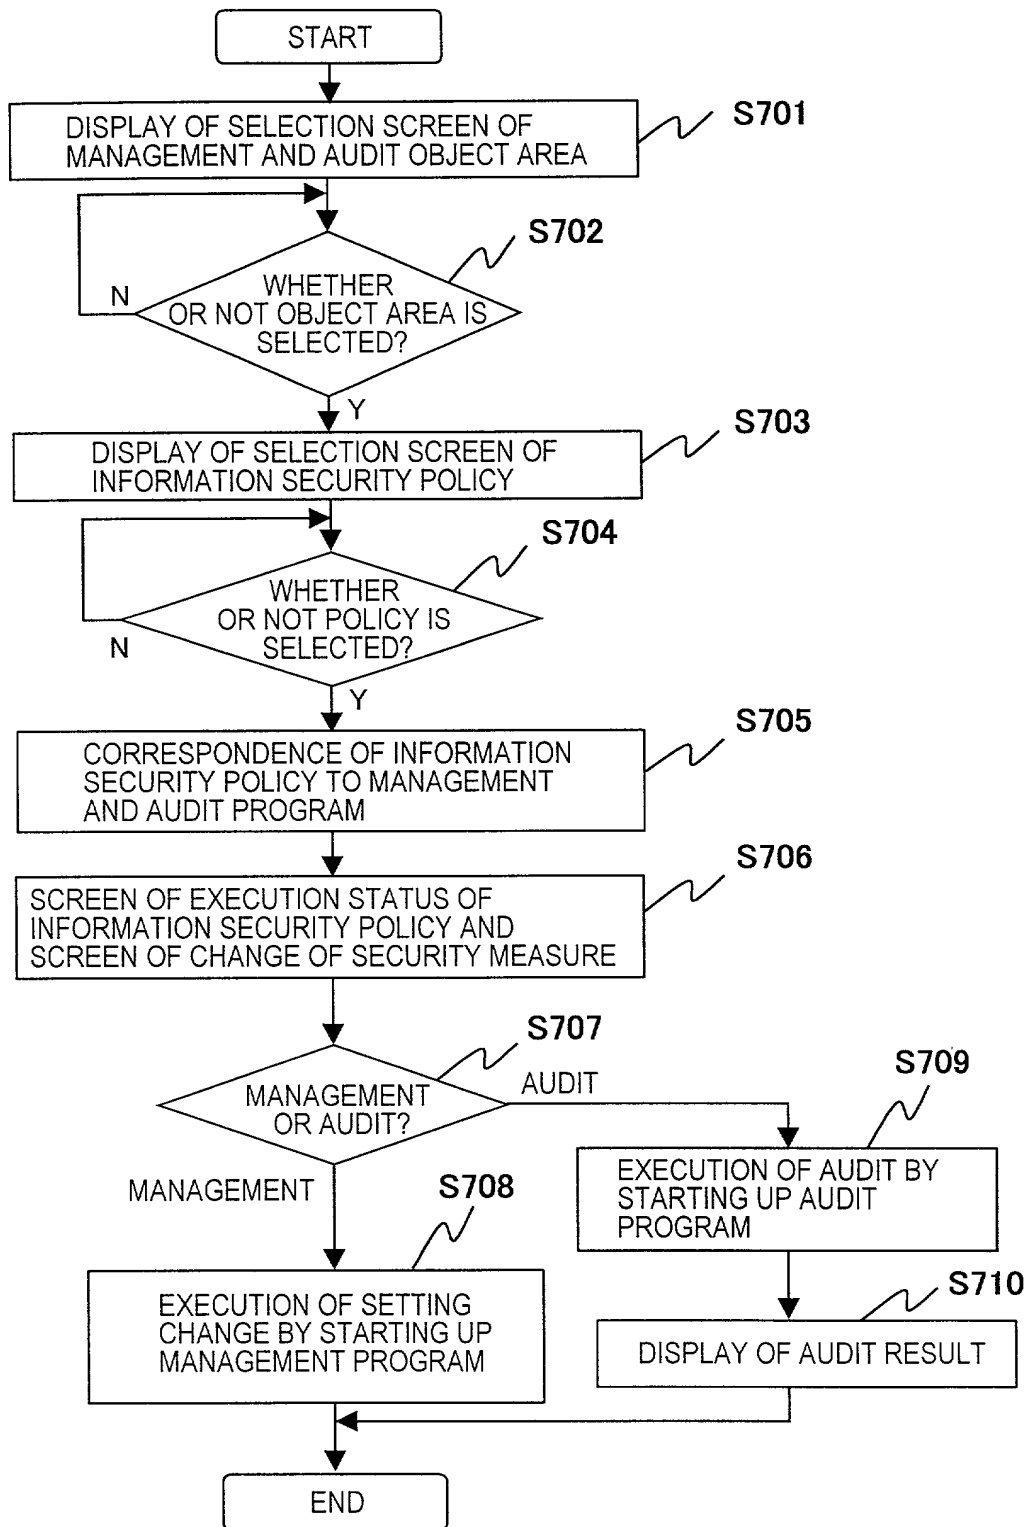 START
DISPLAY OF SELECTION SCREEN OF
MANAGEMENT AND AUDIT OBJECT AREA
S701
S702
WHETHER
OR NOT OBJECT AREA IS
SELECTED?
N
Y
S703
DISPLAY OF SELECTION SCREEN OF
INFORMATION SECURITY POLICY
S704
WHETHER
OR NOT POLICY IS
SELECTED?
N
Y
S705
CORRESPONDENCE OF INFORMATION
SECURITY POLICY TO MANAGEMENT
AND AUDIT PROGRAM
S706
SCREEN OF EXECUTION STATUS OF
INFORMATION SECURITY POLICY AND
SCREEN OF CHANGE OF SECURITY MEASURE
S707
MANAGEMENT
OR AUDIT?
AUDIT
S709
EXECUTION OF AUDIT BY
STARTING UP AUDIT
PROGRAM
MANAGEMENT
S708
EXECUTION OF SETTING
CHANGE BY STARTING UP
MANAGEMENT PROGRAM
S710
DISPLAY OF AUDIT RESULT
END